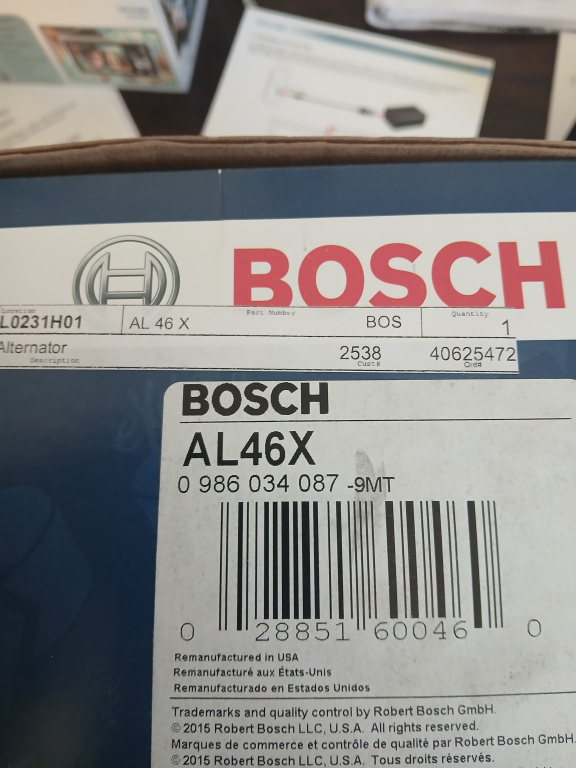 BOSCH
Location Part Number Quantity
L0231H01 AL 46 X BOS 1
Alternator 2538 40625472
Description Cust# Ord#
BOSCH
AL46X
0 986 034 087 -9MT
0 28851 60046 0
Remanufactured in USA
Remanufacturé aux États-Unis
Remanufacturado en Estados Unidos
Trademarks and quality control by Robert Bosch GmbH.
© 2015 Robert Bosch LLC, U.S.A. All rights reserved.
Marques de commerce et contrôle de qualité par Robert Bosch GmbH.
© 2015 Robert Bosch LLC, U.S.A. Tous droits réservés.